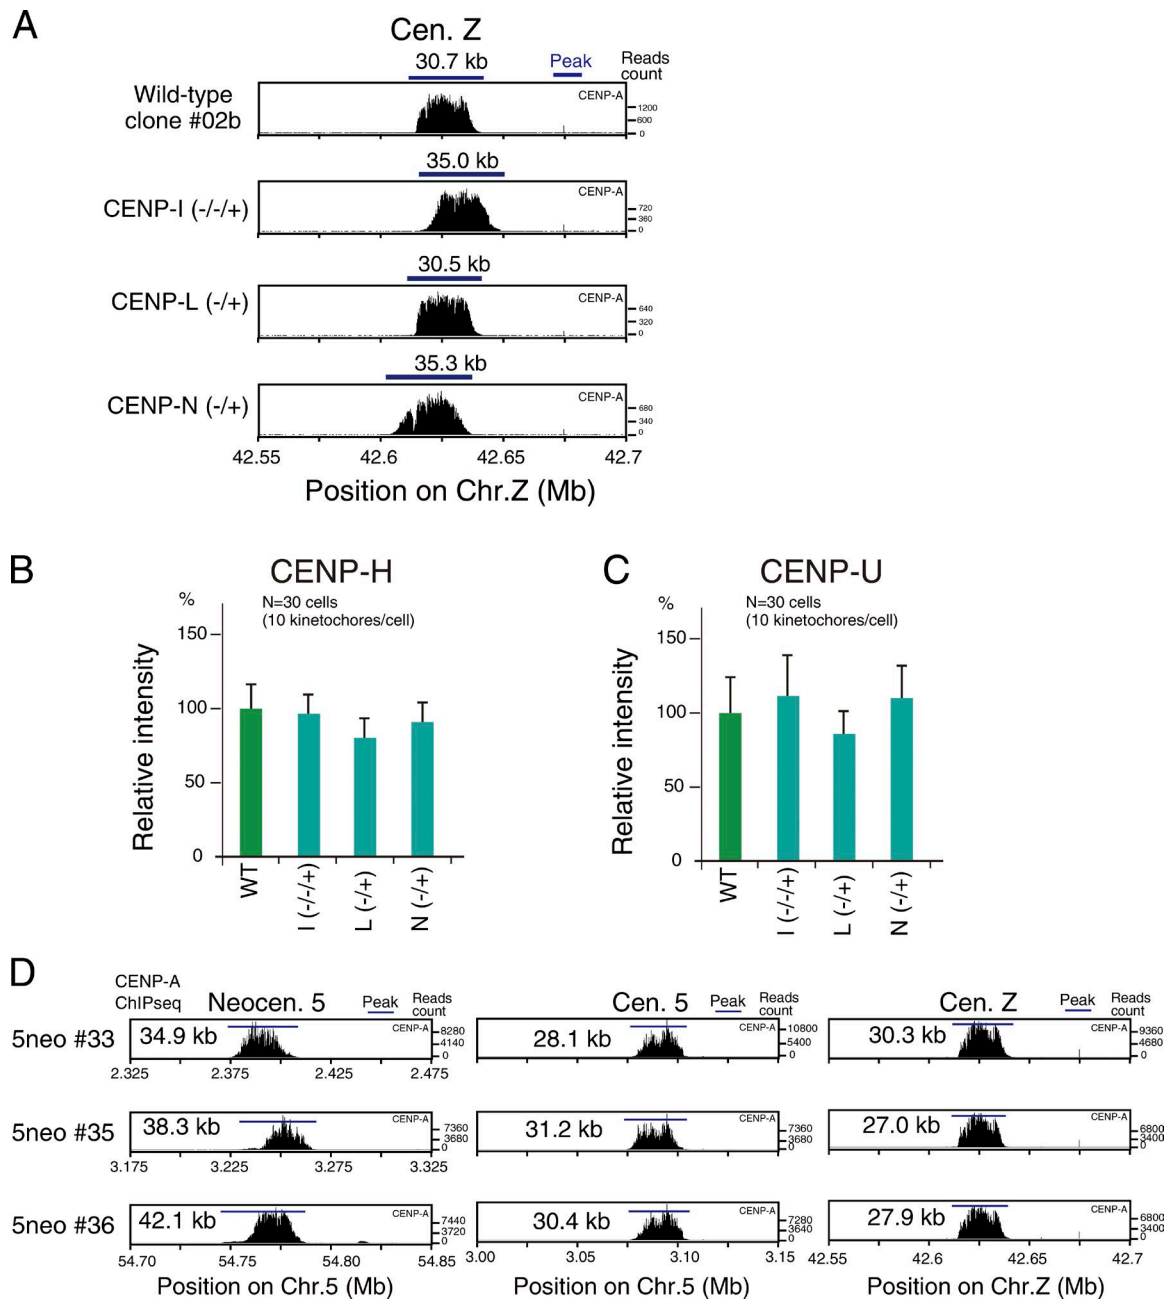 A
Cen. Z
30.7 kb
Peak
Reads
count
Wild-type
clone #02b
CENP-A
1200
600
0
35.0 kb
CENP-I (-/-/+)
CENP-A
720
360
0
30.5 kb
CENP-L (-/+)
CENP-A
640
320
0
35.3 kb
CENP-N (-/+)
CENP-A
680
340
0
42.55 42.6 42.65 42.7
Position on Chr.Z (Mb)
B
CENP-H
%
N=30 cells
(10 kinetochores/cell)
150
100
50
0
Relative intensity
WT
I (-/-/+)
L (-/+)
N (-/+)
C
CENP-U
%
N=30 cells
(10 kinetochores/cell)
150
100
50
0
Relative intensity
WT
I (-/-/+)
L (-/+)
N (-/+)
D
CENP-A
ChIPseq
Neocen. 5
Peak
Reads
count
Cen. 5
Peak
Reads
count
Cen. Z
Peak
Reads
count
5neo #33
34.9 kb
CENP-A
8280
4140
0
2.325 2.375 2.425 2.475
28.1 kb
CENP-A
10800
5400
0
30.3 kb
CENP-A
9360
4680
0
5neo #35
38.3 kb
CENP-A
7360
3680
0
3.175 3.225 3.275 3.325
31.2 kb
CENP-A
7360
3680
0
27.0 kb
CENP-A
6800
3400
0
5neo #36
42.1 kb
CENP-A
7440
3720
0
54.70 54.75 54.80 54.85
Position on Chr.5 (Mb)
30.4 kb
CENP-A
7280
3640
0
3.00 3.05 3.10 3.15
Position on Chr.5 (Mb)
27.9 kb
CENP-A
6800
3400
0
42.55 42.6 42.65 42.7
Position on Chr.Z (Mb)